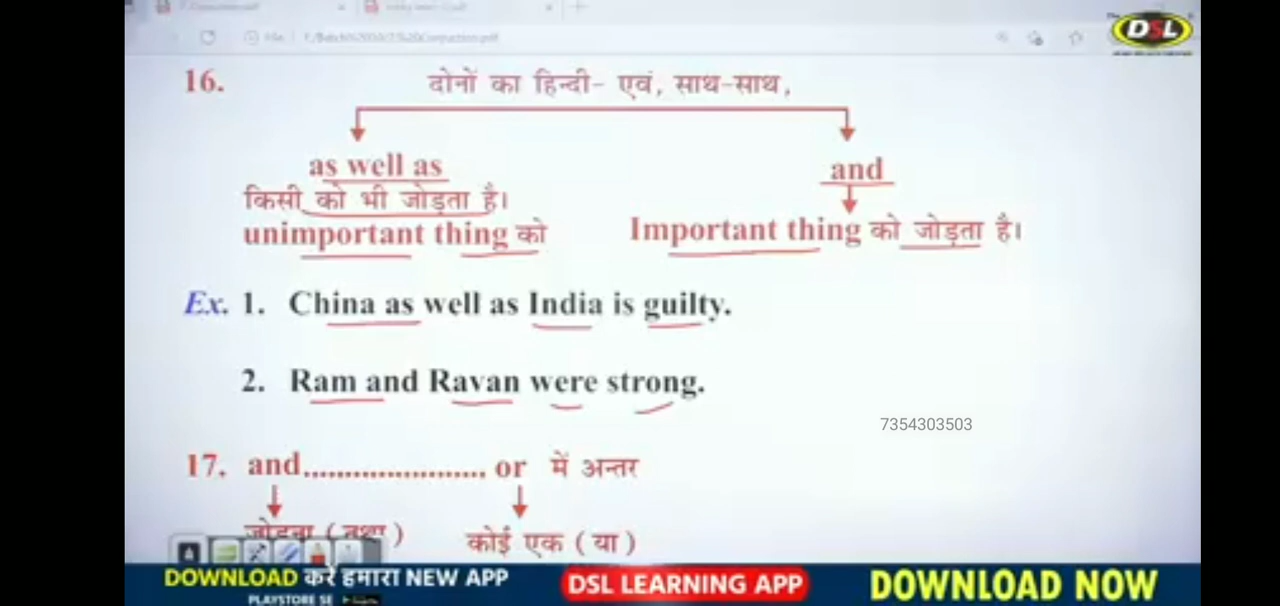 DSL
16. दोनों का हिन्दी- एवं, साथ-साथ,
as well as
and
किसी को भी जोड़ता है।
unimportant thing को
Important thing को जोड़ता है।
Ex. 1. China as well as India is guilty.
2. Ram and Ravan were strong.
7354303503
17. and...................... or में अन्तर
जोड़ना (तथा)
कोई एक (या)
DOWNLOAD करें हमारा NEW APP
PLAYSTORE SE
DSL LEARNING APP
DOWNLOAD NOW